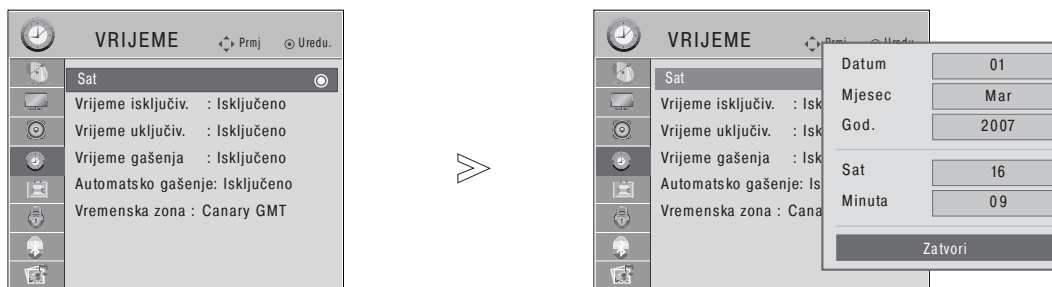 VRIJEME Prmj Uredu.
Sat
Vrijeme isključiv. : Isključeno
Vrijeme uključiv. : Isključeno
Vrijeme gašenja : Isključeno
Automatsko gašenje: Isključeno
Vremenska zona : Canary GMT
>
VRIJEME Prmj Uredu.
Sat
Vrijeme isključiv. : Isk
Vrijeme uključiv. : Isk
Vrijeme gašenja : Isk
Automatsko gašenje: Is
Vremenska zona : Cana
Datum 01
Mjesec Mar
God. 2007
Sat 16
Minuta 09
Zatvori